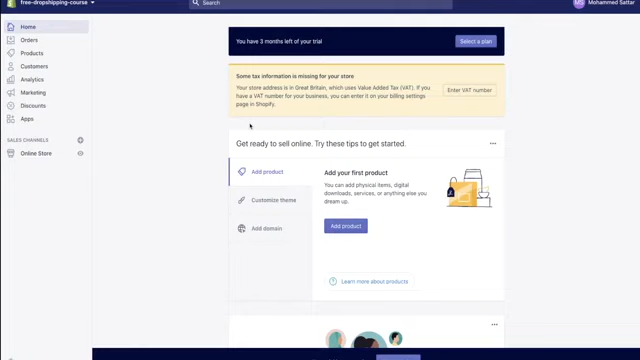 free-dropshipping-course
Search
MS
Mohammed Sattar
Home
Orders
Products
Customers
Analytics
Marketing
Discounts
Apps
SALES CHANNELS
Online Store
You have 3 months left of your trial
Select a plan
Some tax information is missing for your store
Your store address is in Great Britain, which uses Value Added Tax (VAT). If you
have a VAT number for your business, you can enter it on your billing settings
page in Shopify.
Enter VAT number
Get ready to sell online. Try these tips to get started.
Add product
Customize theme
Add domain
Add your first product
You can add physical items, digital
downloads, services, or anything else you
dream up.
Add product
Learn more about products